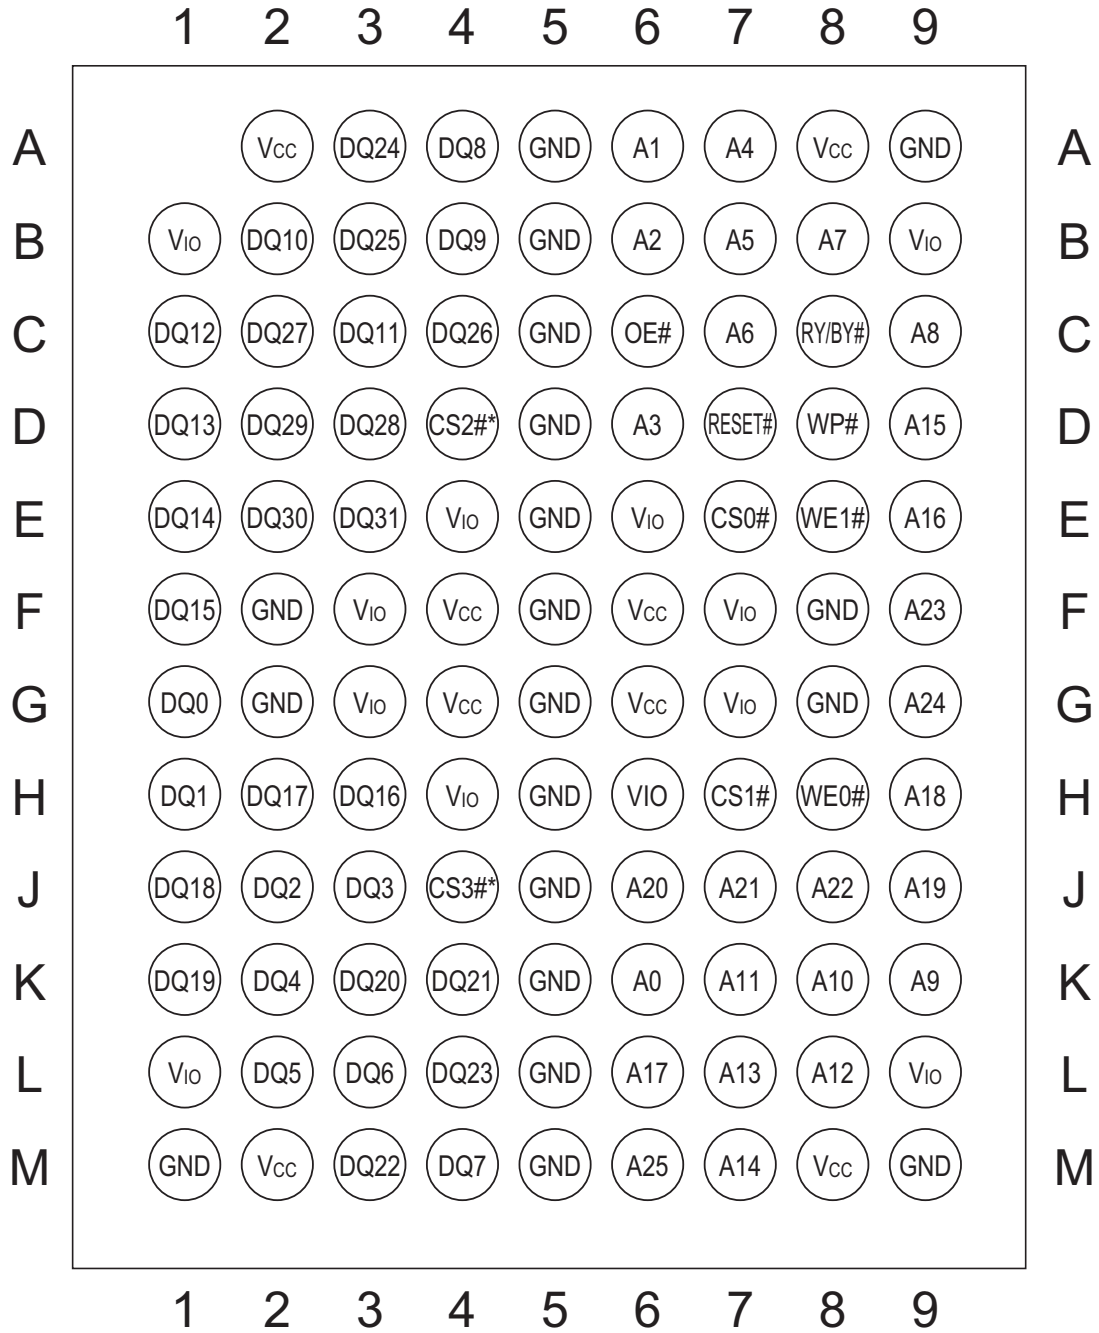 1 2 3 4 5 6 7 8 9
A Vcc DQ24 DQ8 GND A1 A4 Vcc GND A
B VIO DQ10 DQ25 DQ9 GND A2 A5 A7 VIO B
C DQ12 DQ27 DQ11 DQ26 GND OE# A6 RY/BY# A8 C
D DQ13 DQ29 DQ28 CS2#* GND A3 RESET# WP# A15 D
E DQ14 DQ30 DQ31 VIO GND VIO CS0# WE1# A16 E
F DQ15 GND VIO Vcc GND Vcc VIO GND A23 F
G DQ0 GND VIO Vcc GND Vcc VIO GND A24 G
H DQ1 DQ17 DQ16 VIO GND VIO CS1# WE0# A18 H
J DQ18 DQ2 DQ3 CS3#* GND A20 A21 A22 A19 J
K DQ19 DQ4 DQ20 DQ21 GND A0 A11 A10 A9 K
L VIO DQ5 DQ6 DQ23 GND A17 A13 A12 VIO L
M GND Vcc DQ22 DQ7 GND A25 A14 Vcc GND M
1 2 3 4 5 6 7 8 9